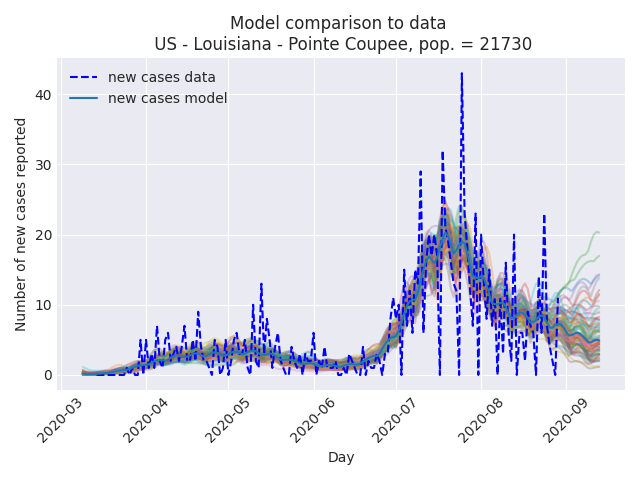 Model comparison to data
US - Louisiana - Pointe Coupee, pop. = 21730
new cases data
new cases model
Number of new cases reported
40
30
20
10
0
2020-03
2020-04
2020-05
2020-06
2020-07
2020-08
2020-09
Day